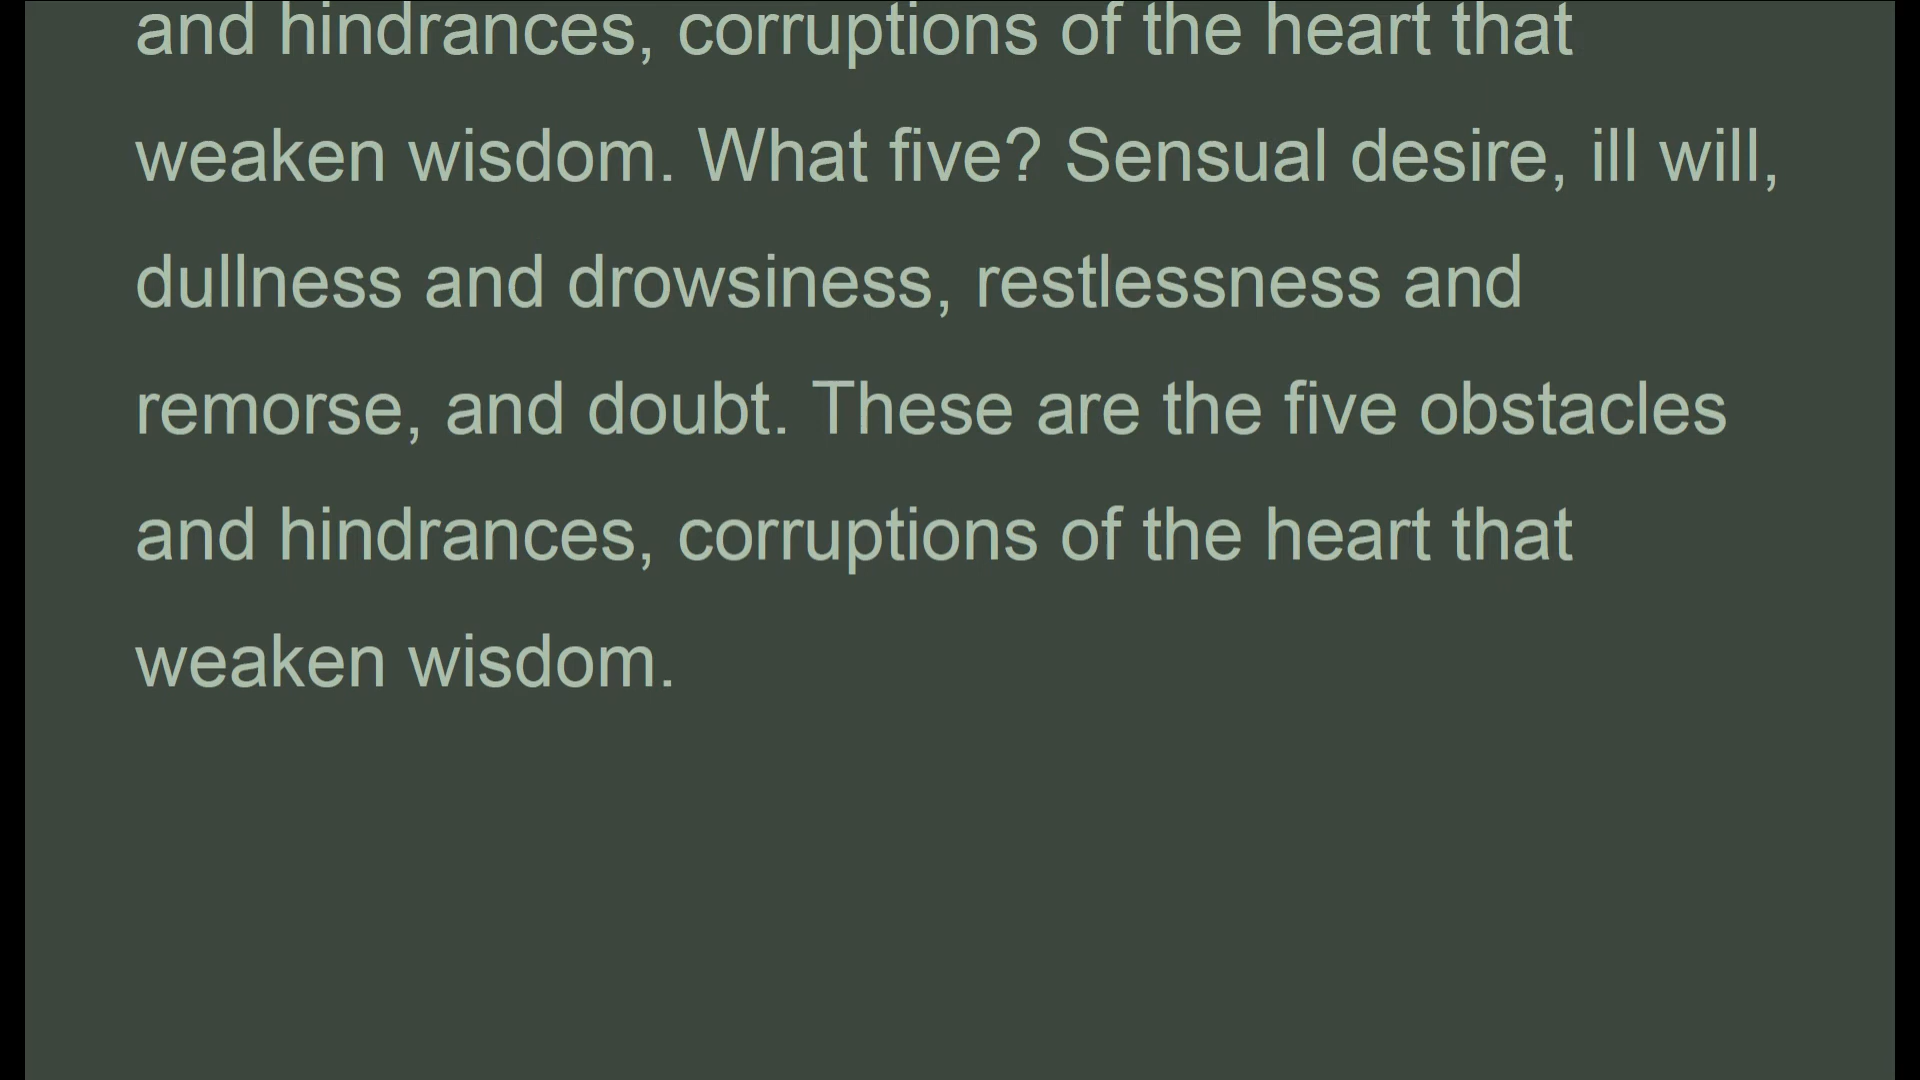 and hindrances, corruptions of the heart that
weaken wisdom. What five? Sensual desire, ill will,
dullness and drowsiness, restlessness and
remorse, and doubt. These are the five obstacles
and hindrances, corruptions of the heart that
weaken wisdom.